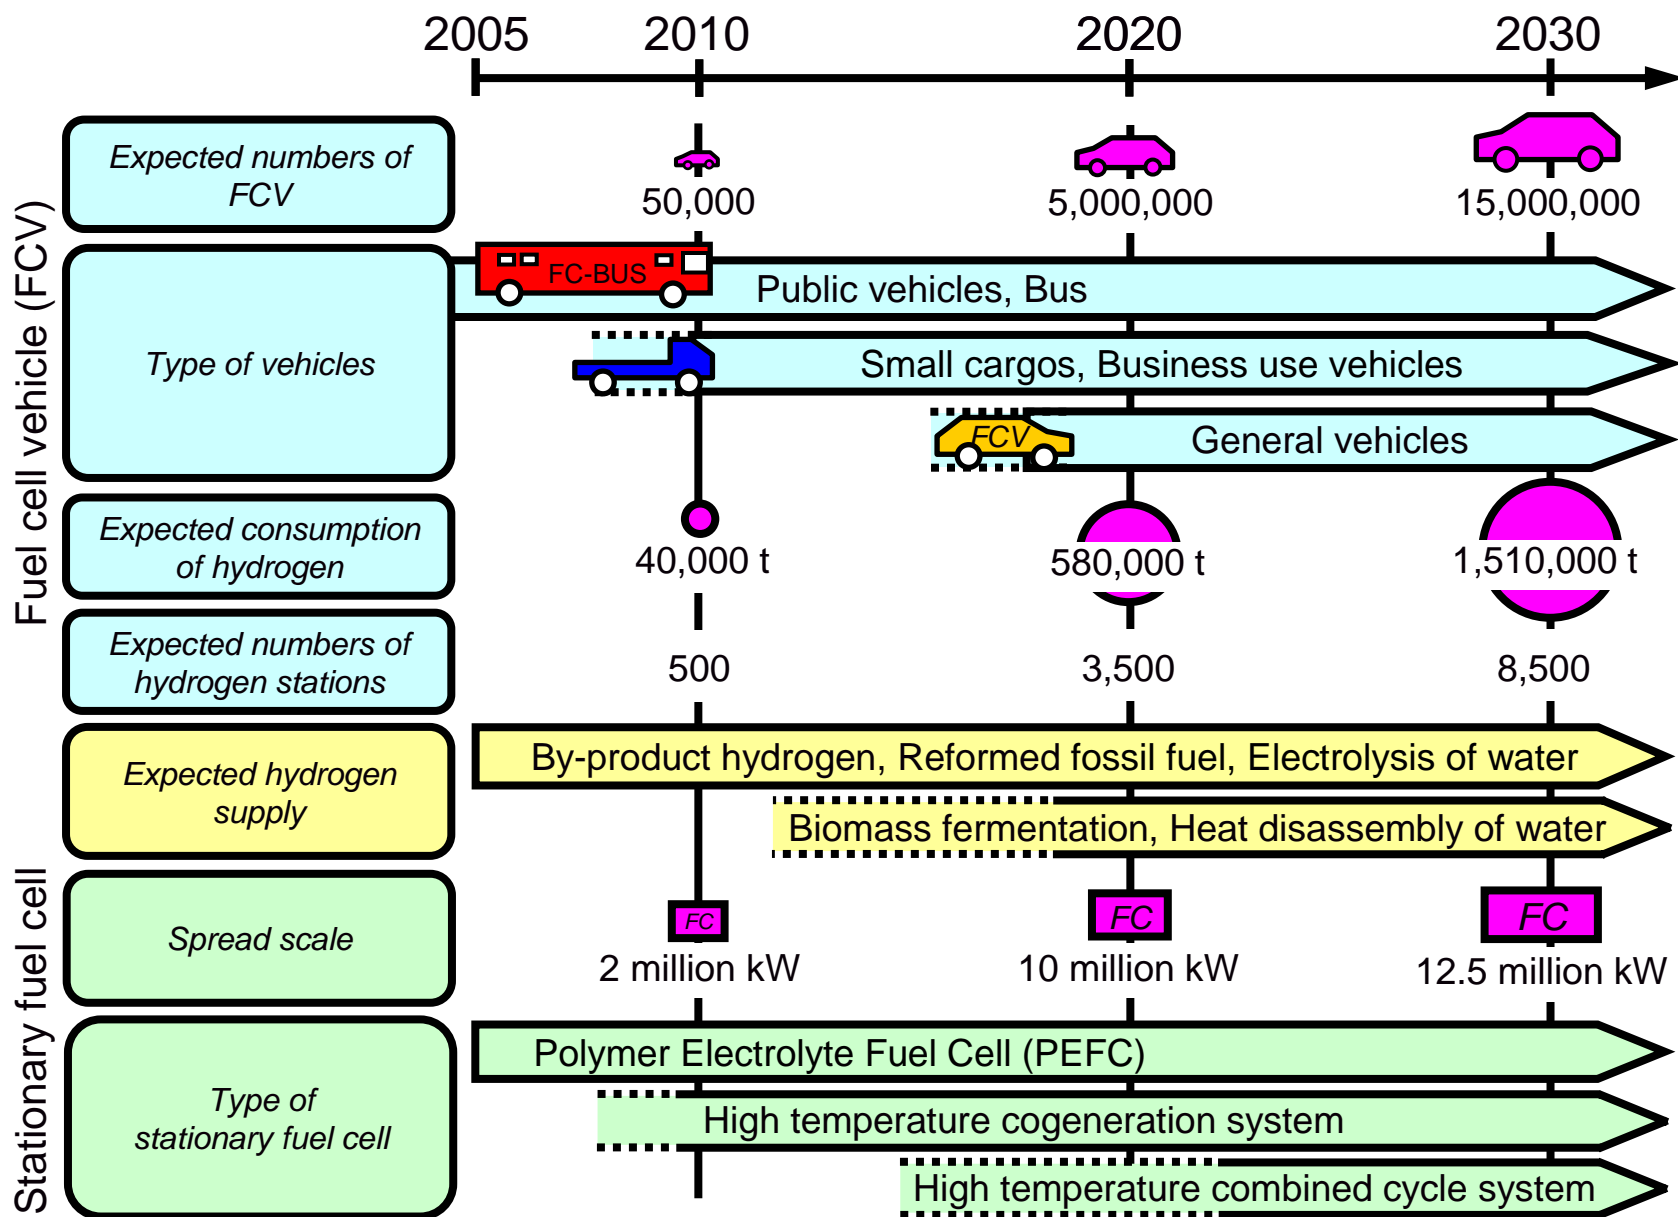 2005 2010 2020 2030
Fuel cell vehicle (FCV)
Expected numbers of
FCV
50,000 5,000,000 15,000,000
Type of vehicles
FC-BUS
Public vehicles, Bus
Small cargos, Business use vehicles
FCV
General vehicles
Expected consumption
of hydrogen
40,000 t 580,000 t 1,510,000 t
Expected numbers of
hydrogen stations
500 3,500 8,500
Expected hydrogen
supply
By-product hydrogen, Reformed fossil fuel, Electrolysis of water
Biomass fermentation, Heat disassembly of water
Stationary fuel cell
Spread scale
FC FC FC
2 million kW 10 million kW 12.5 million kW
Type of
stationary fuel cell
Polymer Electrolyte Fuel Cell (PEFC)
High temperature cogeneration system
High temperature combined cycle system